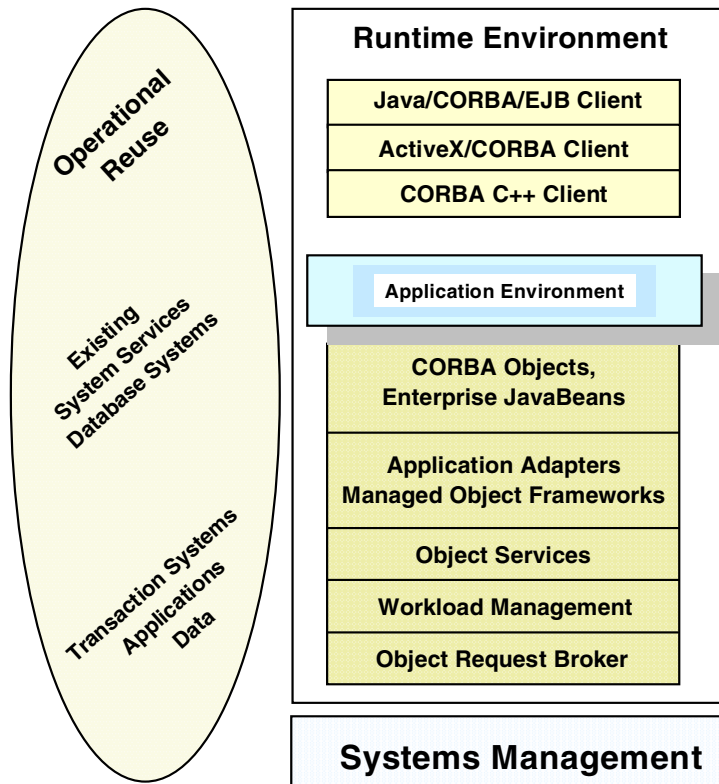 Operational
Reuse
Existing
System Services
Database Systems
Transaction Systems
Applications
Data
Runtime Environment
Java/CORBA/EJB Client
ActiveX/CORBA Client
CORBA C++ Client
Application Environment
CORBA Objects,
Enterprise JavaBeans
Application Adapters
Managed Object Frameworks
Object Services
Workload Management
Object Request Broker
Systems Management